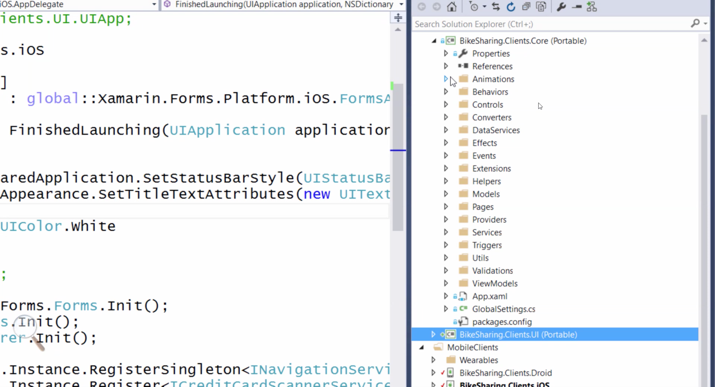 iOS.AppDelegate
FinishedLaunching(UIApplication application, NSDictionary
ients.UI.UIApp;
s.iOS
]
: global::Xamarin.Forms.Platform.iOS.FormsA
FinishedLaunching(UIApplication application
aredApplication.SetStatusBarStyle(UIStatusBa
Appearance.SetTitleTextAttributes(new UIText
UIColor.White
;
Forms.Forms.Init();
s.Init();
rer.Init();
.Instance.RegisterSingleton<INavigationServi
.Instance.Register<ICreditCardScannerService
Search Solution Explorer (Ctrl+;)
BikeSharing.Clients.Core (Portable)
Properties
References
Animations
Behaviors
Controls
Converters
DataServices
Effects
Events
Extensions
Helpers
Models
Pages
Providers
Services
Triggers
Utils
Validations
ViewModels
App.xaml
GlobalSettings.cs
packages.config
BikeSharing.Clients.UI (Portable)
MobileClients
Wearables
BikeSharing.Clients.Droid
BikeSharing.Clients.iOS